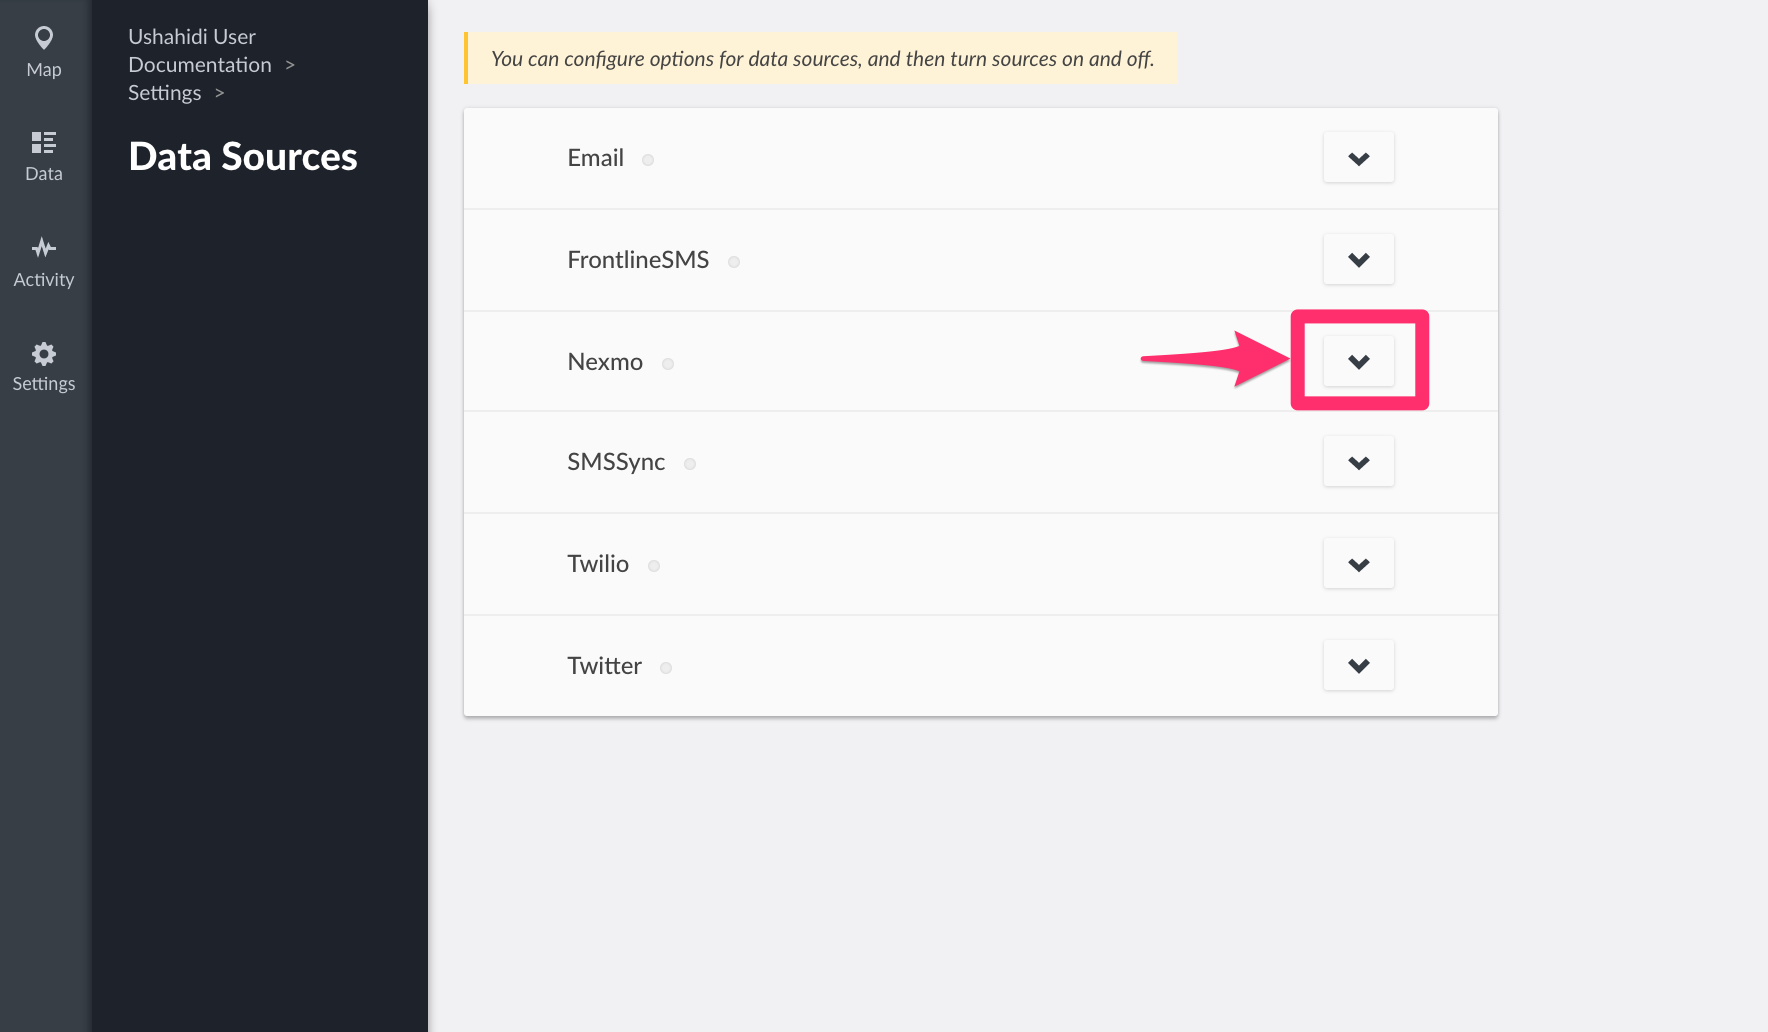 Map
Data
Activity
Settings
Ushahidi User
Documentation >
Settings >
Data Sources
You can configure options for data sources, and then turn sources on and off.
Email
FrontlineSMS
Nexmo
SMSSync
Twilio
Twitter